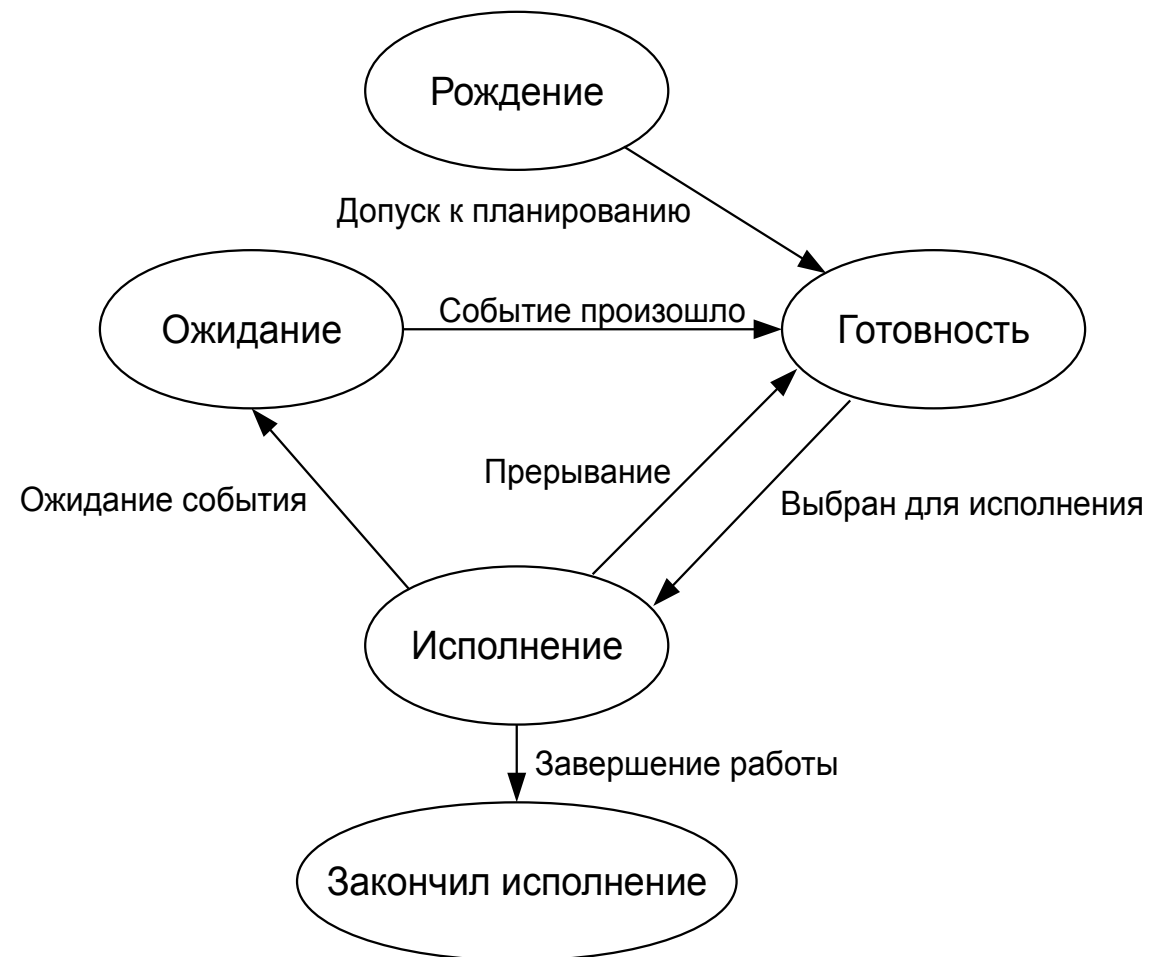 Рождение
Допуск к планированию
Ожидание
Событие произошло
Готовность
Прерывание
Ожидание события
Выбран для исполнения
Исполнение
Завершение работы
Закончил исполнение